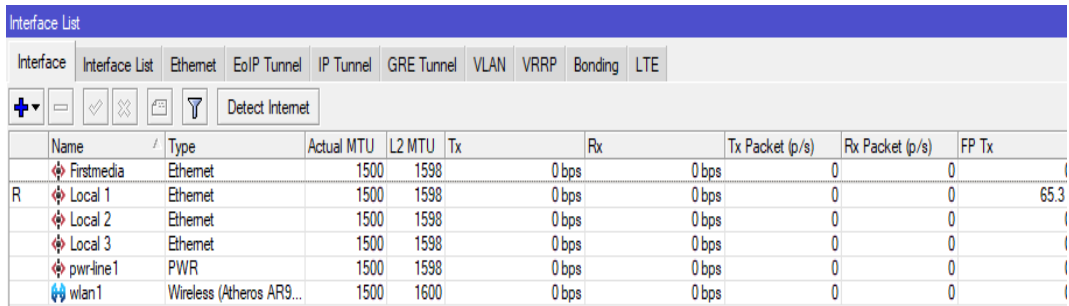 Interface List
Interface Interface List Ethernet EoIP Tunnel IP Tunnel GRE Tunnel VLAN VRRP Bonding LTE
Detect Internet
Name / Type Actual MTU L2 MTU Tx Rx Tx Packet (p/s) Rx Packet (p/s) FP Tx
Firstmedia Ethernet 1500 1598 0 bps 0 bps 0 0
R Local 1 Ethernet 1500 1598 0 bps 0 bps 0 0 65.3
Local 2 Ethernet 1500 1598 0 bps 0 bps 0 0
Local 3 Ethernet 1500 1598 0 bps 0 bps 0 0
pwr-line1 PWR 1500 1598 0 bps 0 bps 0 0
wlan1 Wireless (Atheros AR9... 1500 1600 0 bps 0 bps 0 0